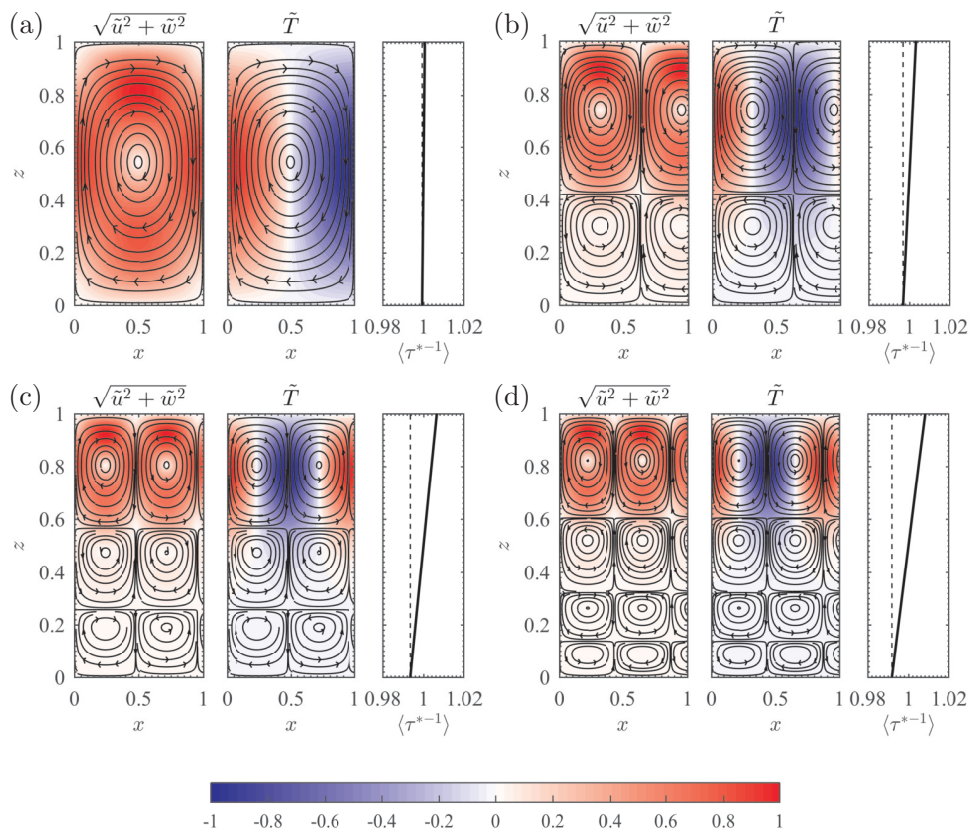 (a)
√(ũ² + w̃²)
T̃
1
0.8
0.6
0.4
0.2
0
z
0 0.5 1
x
0 0.5 1
x
0.98 1 1.02
⟨τ*⁻¹⟩
(b)
√(ũ² + w̃²)
T̃
1
0.8
0.6
0.4
0.2
0
z
0 0.5 1
x
0 0.5 1
x
0.98 1 1.02
⟨τ*⁻¹⟩
(c)
√(ũ² + w̃²)
T̃
1
0.8
0.6
0.4
0.2
0
z
0 0.5 1
x
0 0.5 1
x
0.98 1 1.02
⟨τ*⁻¹⟩
(d)
√(ũ² + w̃²)
T̃
1
0.8
0.6
0.4
0.2
0
z
0 0.5 1
x
0 0.5 1
x
0.98 1 1.02
⟨τ*⁻¹⟩
-1 -0.8 -0.6 -0.4 -0.2 0 0.2 0.4 0.6 0.8 1